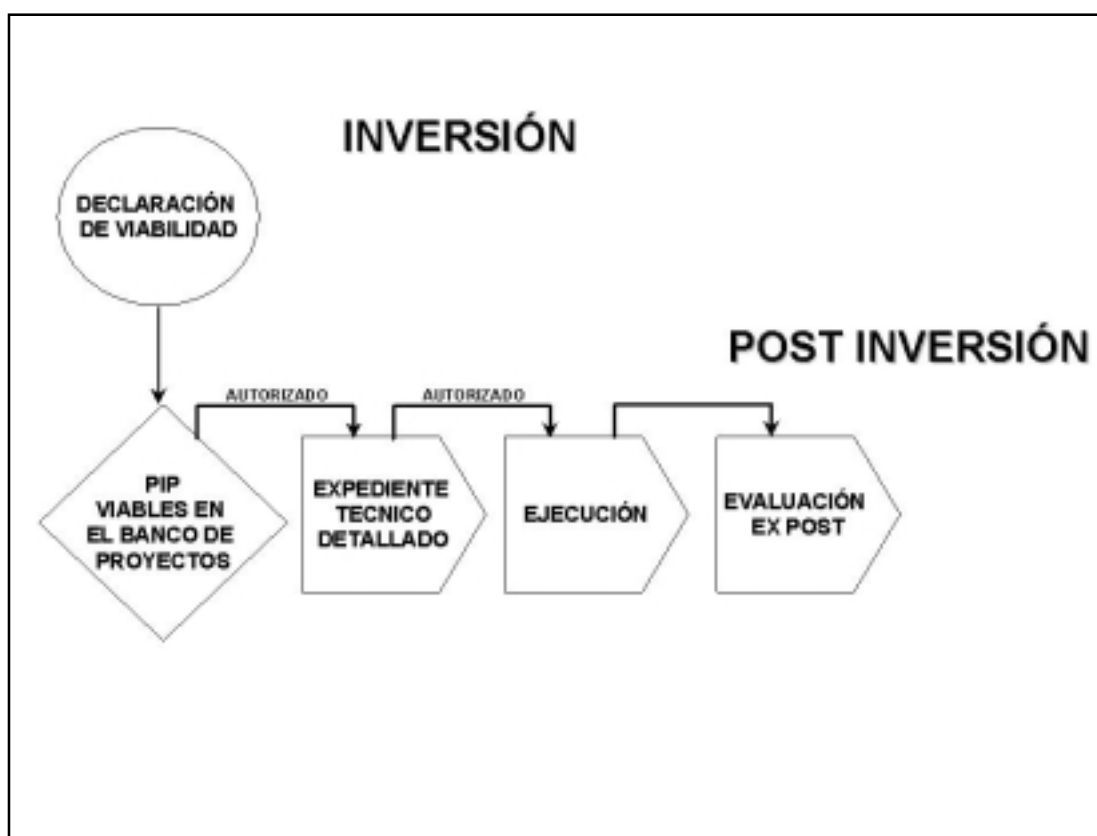 INVERSIÓN
DECLARACIÓN
DE VIABILIDAD
POST INVERSIÓN
AUTORIZADO
AUTORIZADO
PIP
VIABLES EN
EL BANCO DE
PROYECTOS
EXPEDIENTE
TECNICO
DETALLADO
EJECUCIÓN
EVALUACIÓN
EX POST